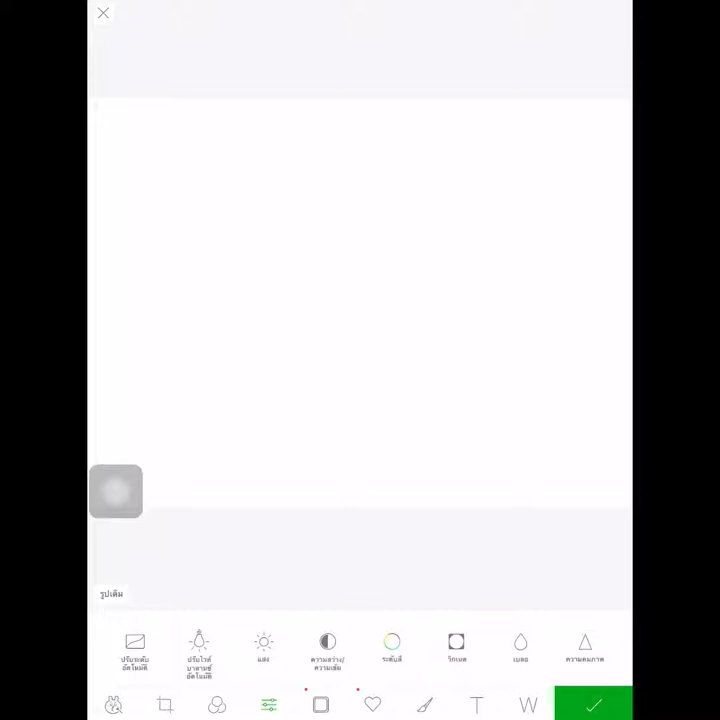 รูปเดิม
ปรับระดับ
อัตโนมัติ
ปรับไวท์
บาลานซ์
อัตโนมัติ
แสง
ความสว่าง/
ความเข้ม
ระดับสี
วิกเนต
เบลอ
ความคมภาพ
T
W